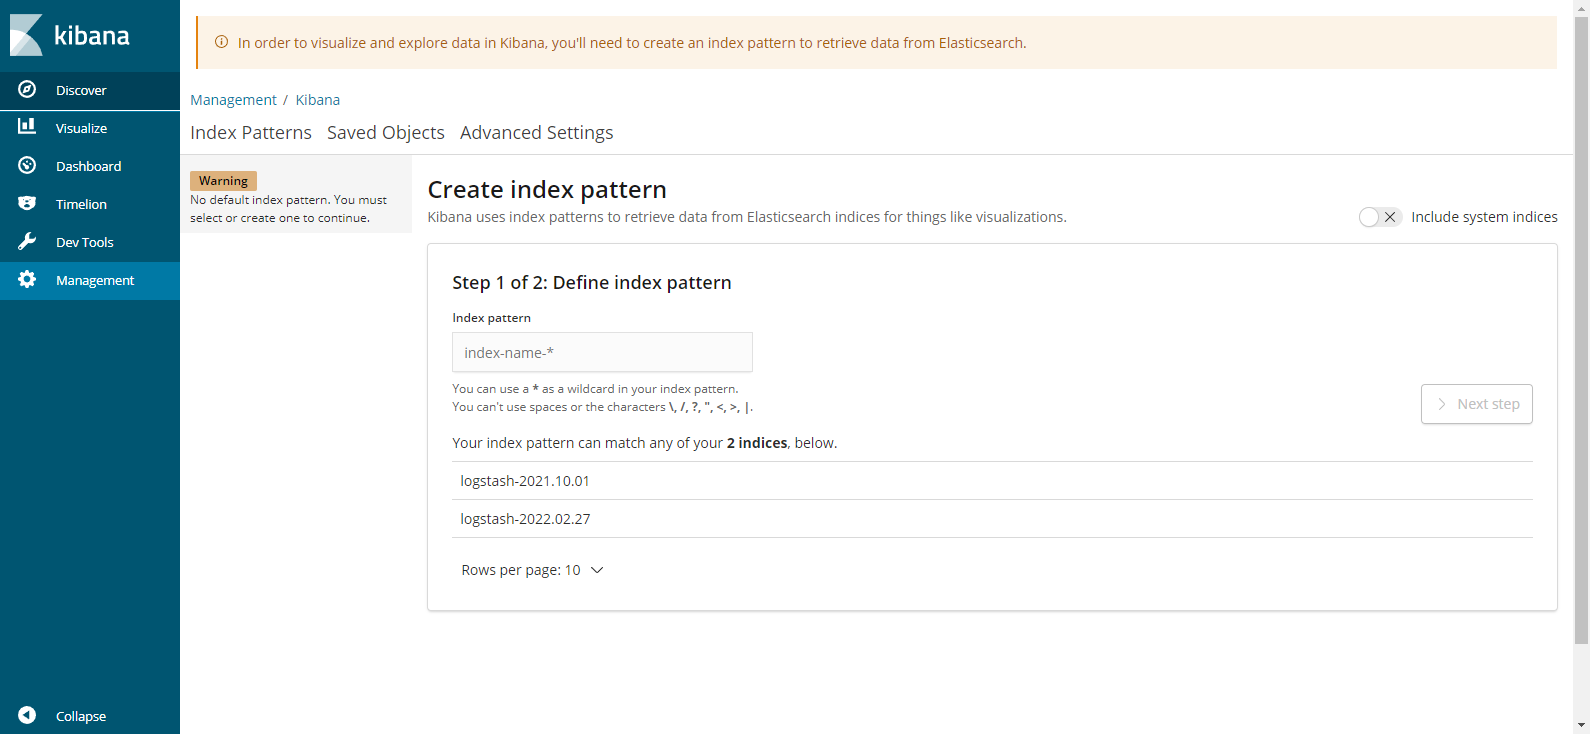 kibana
Discover
Visualize
Dashboard
Timelion
Dev Tools
Management
Collapse
In order to visualize and explore data in Kibana, you'll need to create an index pattern to retrieve data from Elasticsearch.
Management / Kibana
Index Patterns Saved Objects Advanced Settings
Warning
No default index pattern. You must
select or create one to continue.
Create index pattern
Kibana uses index patterns to retrieve data from Elasticsearch indices for things like visualizations.
Include system indices
Step 1 of 2: Define index pattern
Index pattern
index-name-*
You can use a * as a wildcard in your index pattern.
You can't use spaces or the characters \, /, ?, ", <, >, |.
Next step
Your index pattern can match any of your 2 indices, below.
logstash-2021.10.01
logstash-2022.02.27
Rows per page: 10